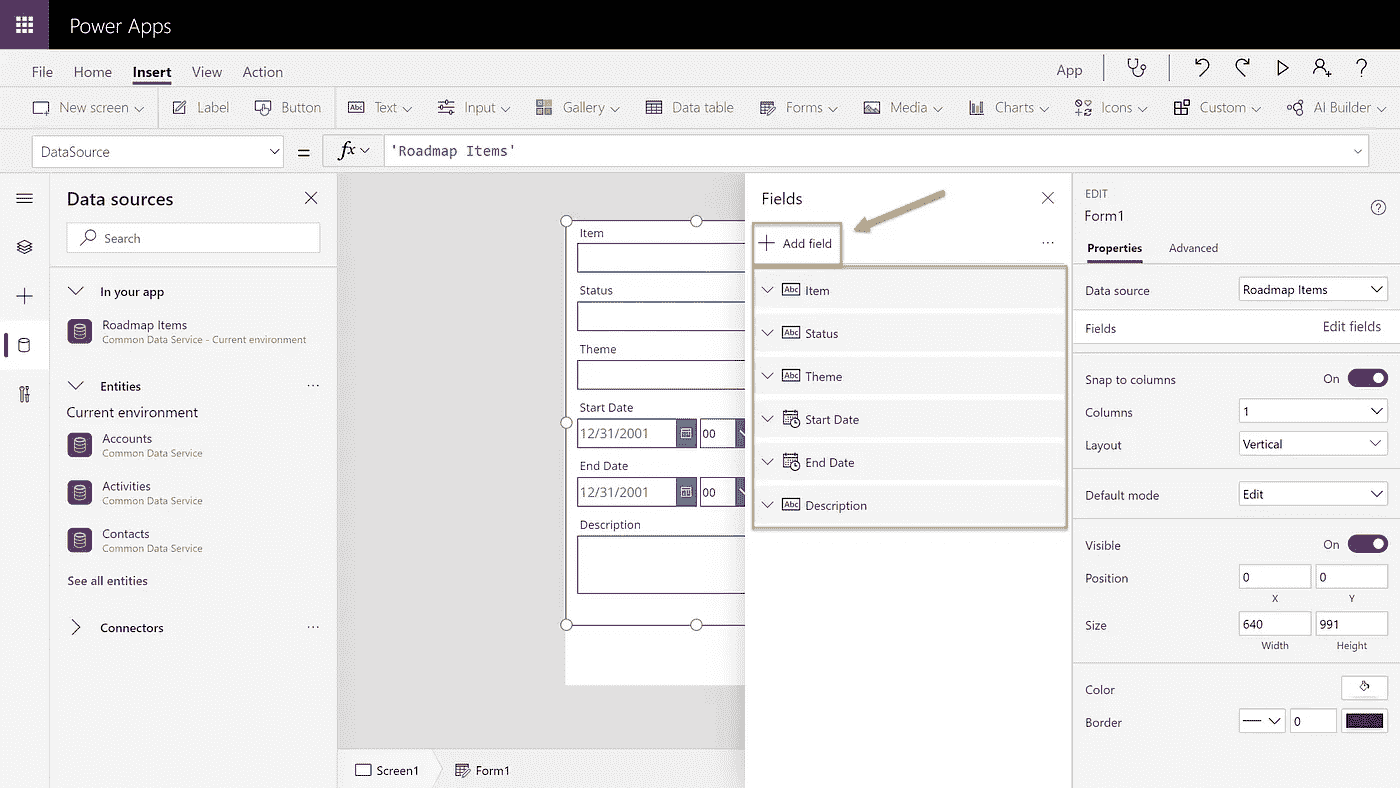 Power Apps
File Home Insert View Action App
New screen Label Button Abc Text Input Gallery Data table Forms Media Charts Icons Custom AI Builder
DataSource = fx 'Roadmap Items'
Data sources
Search
In your app
Roadmap Items
Common Data Service - Current environment
Entities ...
Current environment
Accounts
Common Data Service
Activities
Common Data Service
Contacts
Common Data Service
See all entities
Connectors ...
Item
Status
Theme
Start Date
12/31/2001 00
End Date
12/31/2001 00
Description
Screen1 Form1
Fields
Add field ...
Abc Item
Abc Status
Abc Theme
Start Date
End Date
Abc Description
EDIT
Form1
Properties Advanced
Data source Roadmap Items
Fields Edit fields
Snap to columns On
Columns 1
Layout Vertical
Default mode Edit
Visible On
Position 0 0
X Y
Size 640 991
Width Height
Color
Border 0